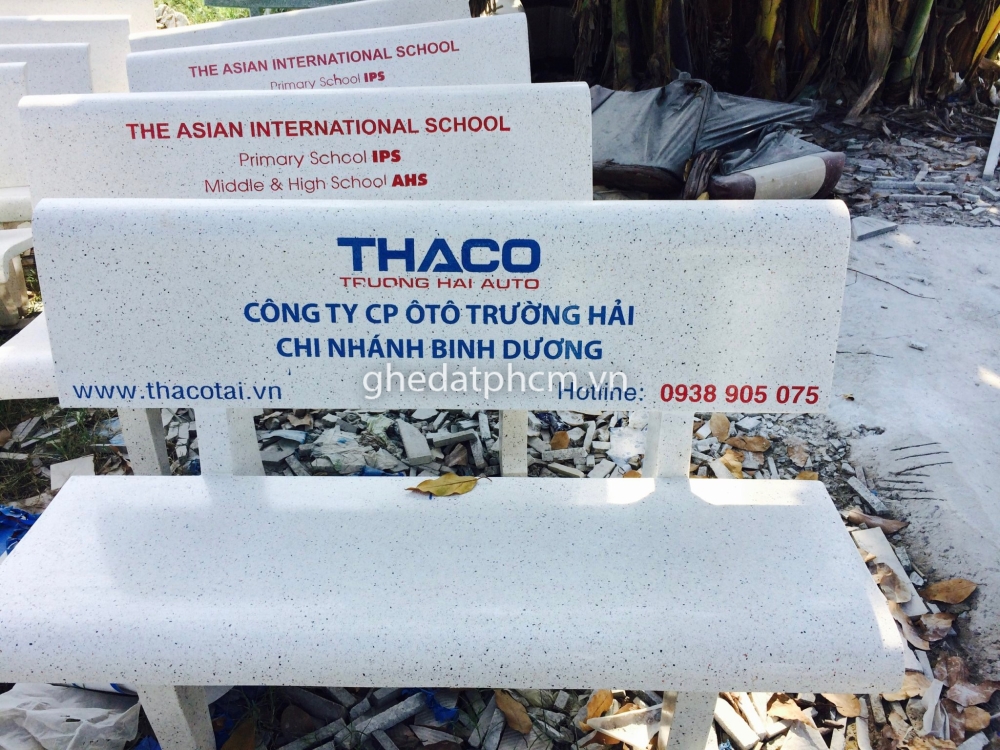 THE ASIAN INTERNATIONAL SCHOOL
Primary School IPS
THE ASIAN INTERNATIONAL SCHOOL
Primary School IPS
Middle & High School AHS
THACO
TRUONG HAI AUTO
CÔNG TY CP ÔTÔ TRƯỜNG HẢI
CHI NHÁNH BINH DƯƠNG
www.thacotai.vn Hotline: 0938 905 075
ghedatphcm.vn